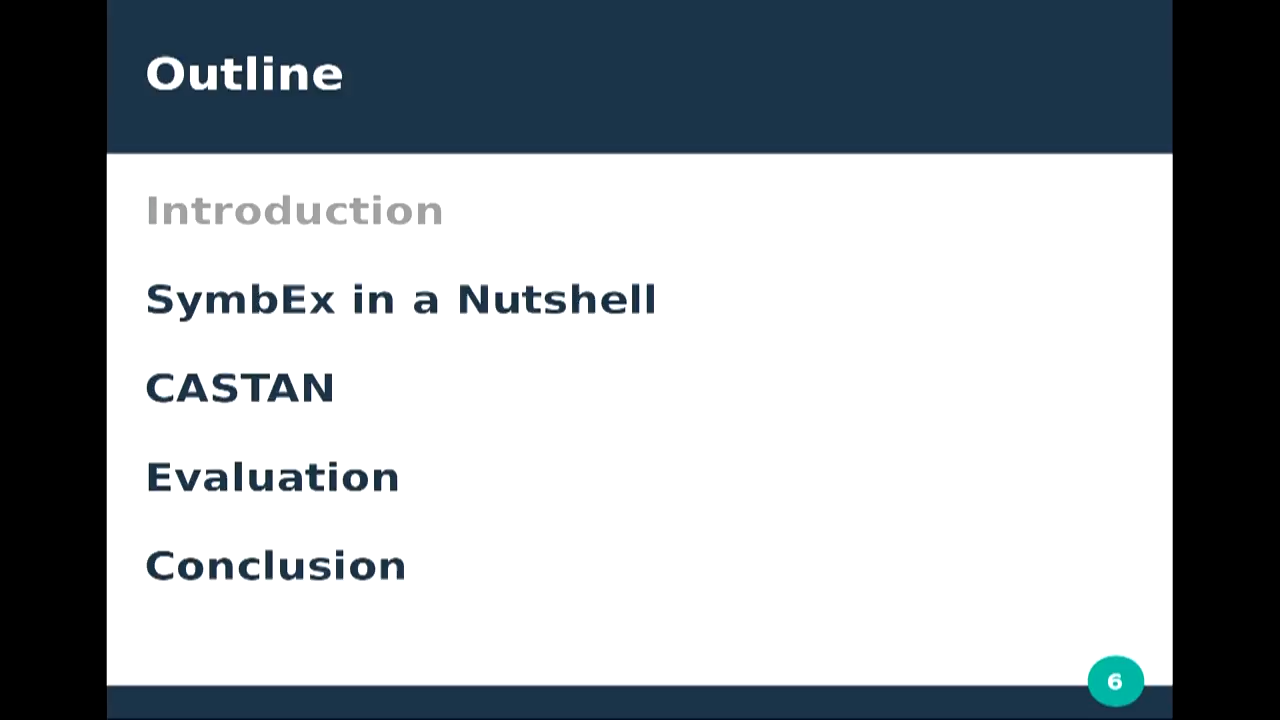 Outline
Introduction
SymbEx in a Nutshell
CASTAN
Evaluation
Conclusion
6